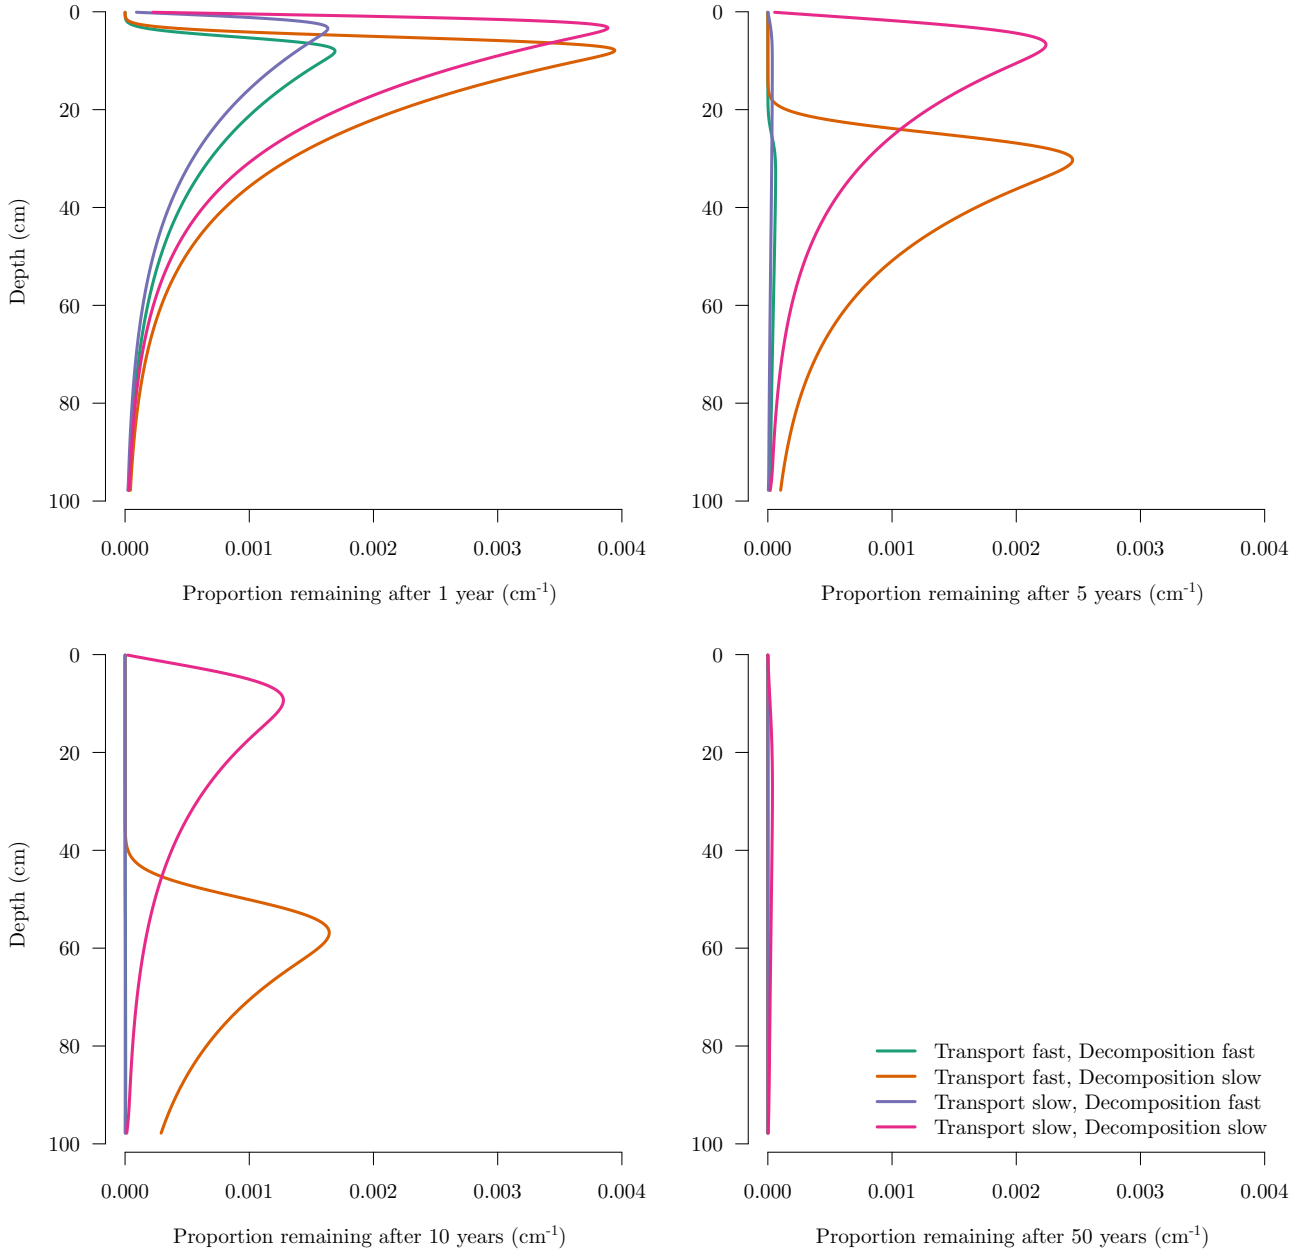 0
20
40
60
80
100
Depth (cm)
0.000 0.001 0.002 0.003 0.004
Proportion remaining after 1 year (cm-1)
0
20
40
60
80
100
0.000 0.001 0.002 0.003 0.004
Proportion remaining after 5 years (cm-1)
0
20
40
60
80
100
Depth (cm)
0.000 0.001 0.002 0.003 0.004
Proportion remaining after 10 years (cm-1)
0
20
40
60
80
100
Transport fast, Decomposition fast
Transport fast, Decomposition slow
Transport slow, Decomposition fast
Transport slow, Decomposition slow
0.000 0.001 0.002 0.003 0.004
Proportion remaining after 50 years (cm-1)